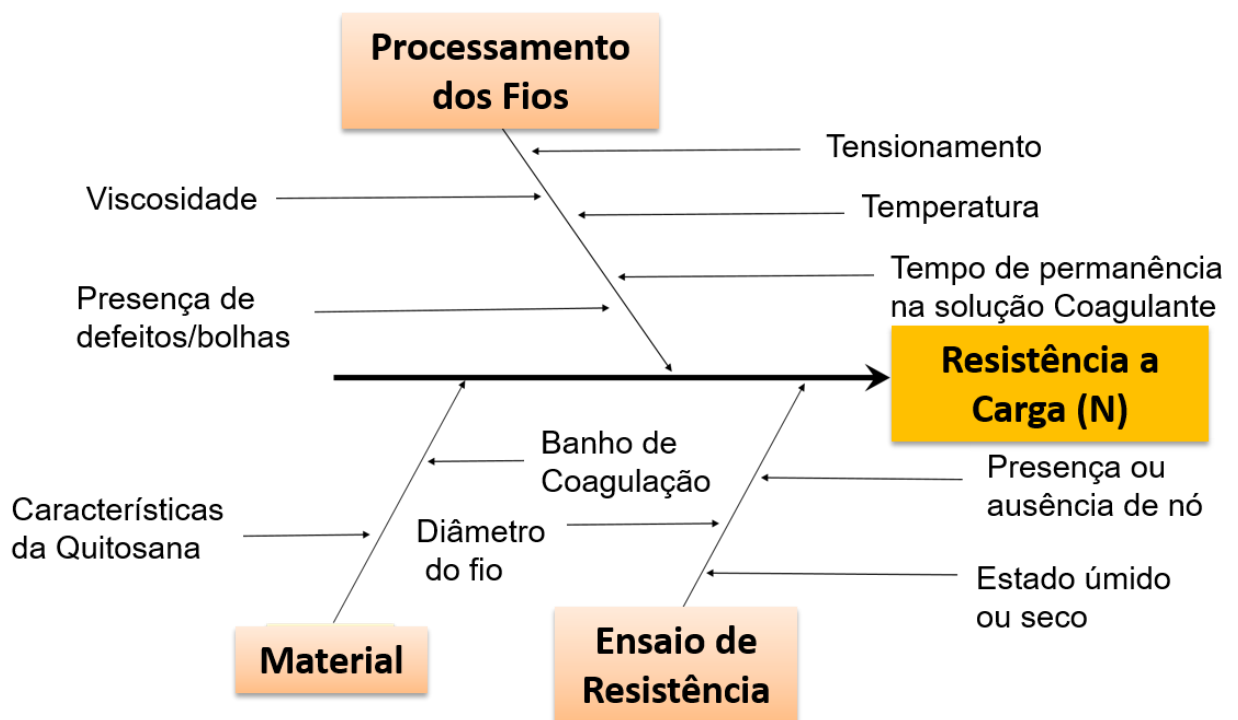 Processamento
dos Fios
Tensionamento
Viscosidade
Temperatura
Tempo de permanência
na solução Coagulante
Presença de
defeitos/bolhas
Resistência a
Carga (N)
Banho de
Coagulação
Presença ou
ausência de nó
Características
da Quitosana
Diâmetro
do fio
Estado úmido
ou seco
Material
Ensaio de
Resistência